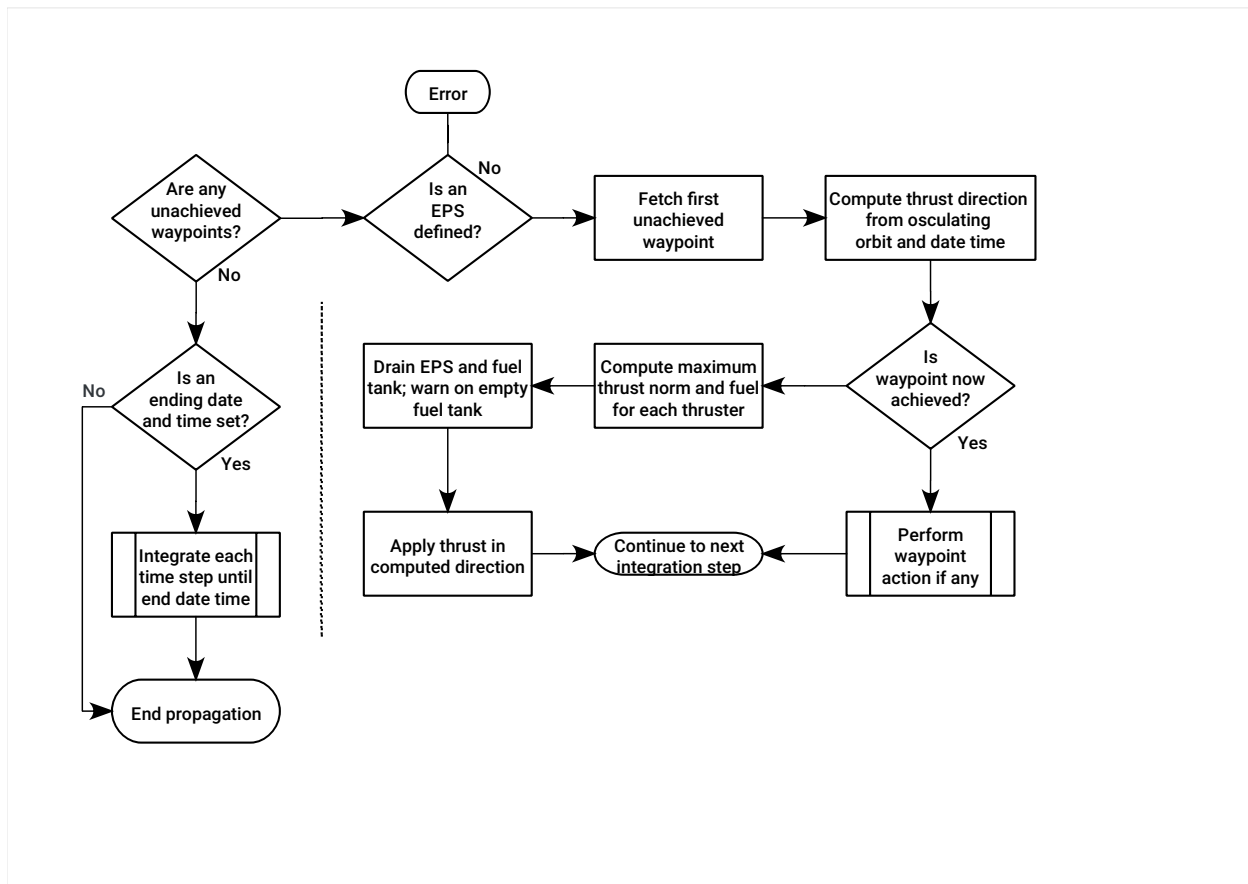 Error
No
Are any
unachieved
waypoints?
Is an
EPS
defined?
Fetch first
unachieved
waypoint
Compute thrust direction
from osculating
orbit and date time
No
No
Is an
ending date
and time set?
Yes
Drain EPS and fuel
tank; warn on empty
fuel tank
Compute maximum
thrust norm and fuel
for each thruster
Is
waypoint now
achieved?
Yes
Integrate each
time step until
end date time
Apply thrust in
computed direction
Continue to next
integration step
Perform
waypoint
action if any
End propagation